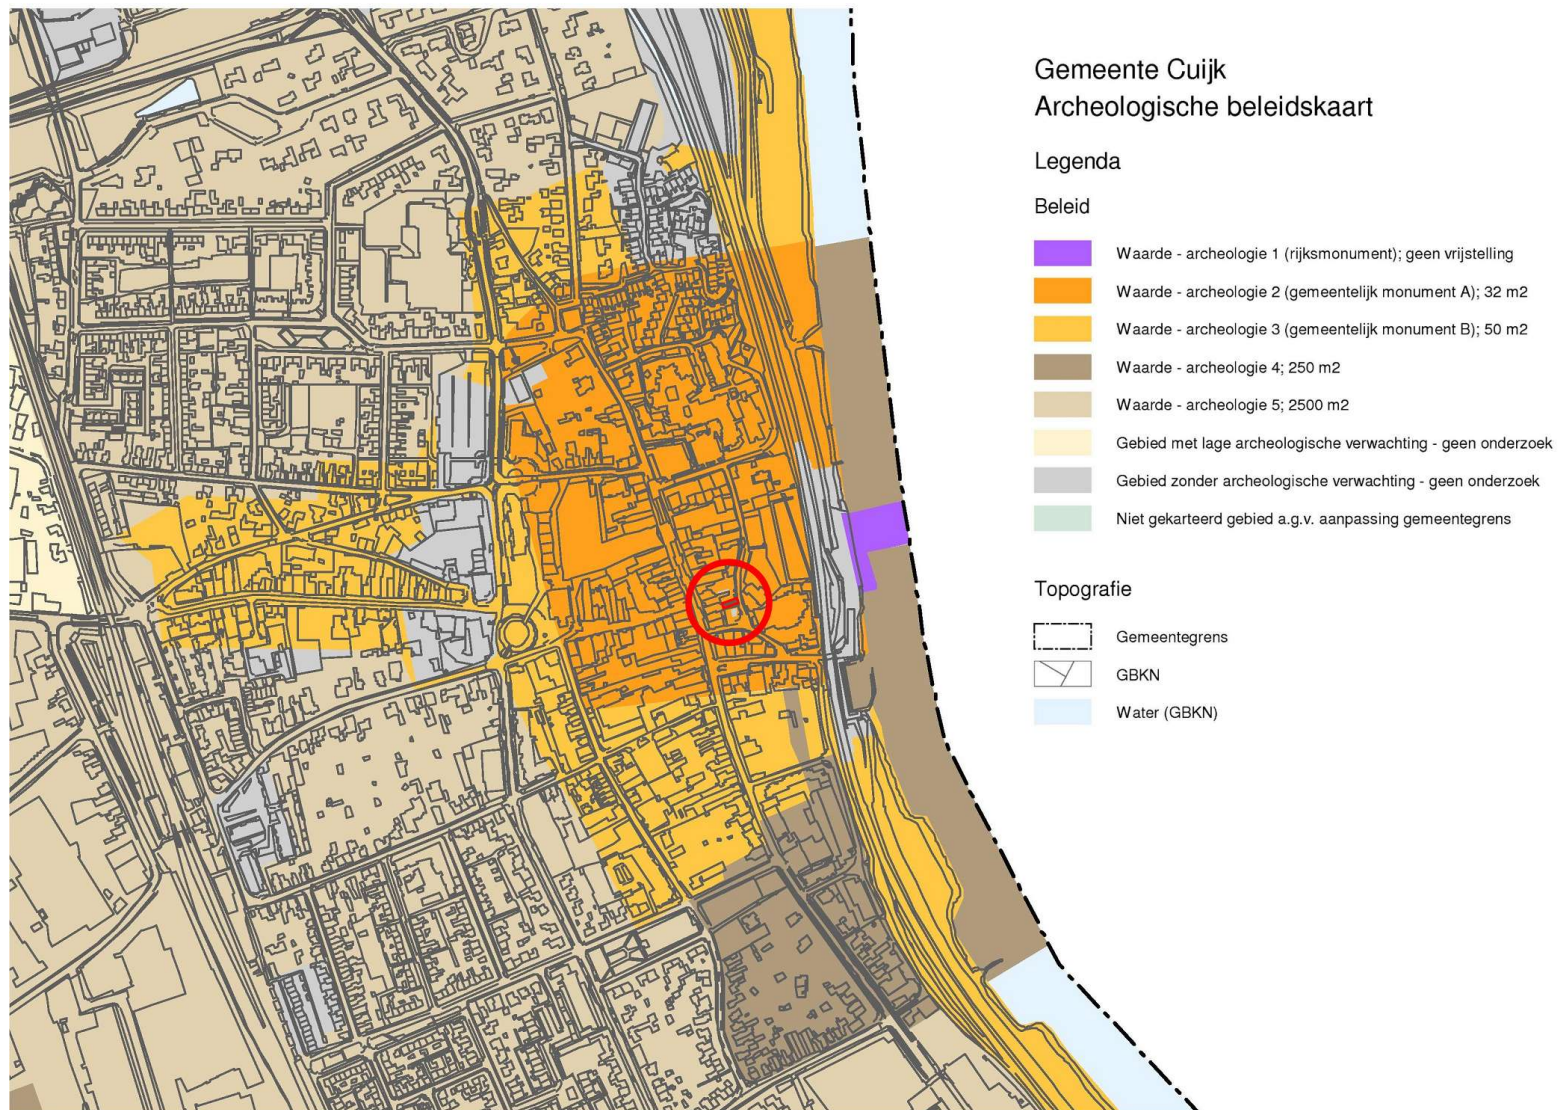 Gemeente Cuijk
Archeologische beleidskaart
Legenda
Beleid
Waarde - archeologie 1 (rijksmonument); geen vrijstelling
Waarde - archeologie 2 (gemeentelijk monument A); 32 m2
Waarde - archeologie 3 (gemeentelijk monument B); 50 m2
Waarde - archeologie 4; 250 m2
Waarde - archeologie 5; 2500 m2
Gebied met lage archeologische verwachting - geen onderzoek
Gebied zonder archeologische verwachting - geen onderzoek
Niet gekarteerd gebied a.g.v. aanpassing gemeentegrens
Topografie
Gemeentegrens
GBKN
Water (GBKN)